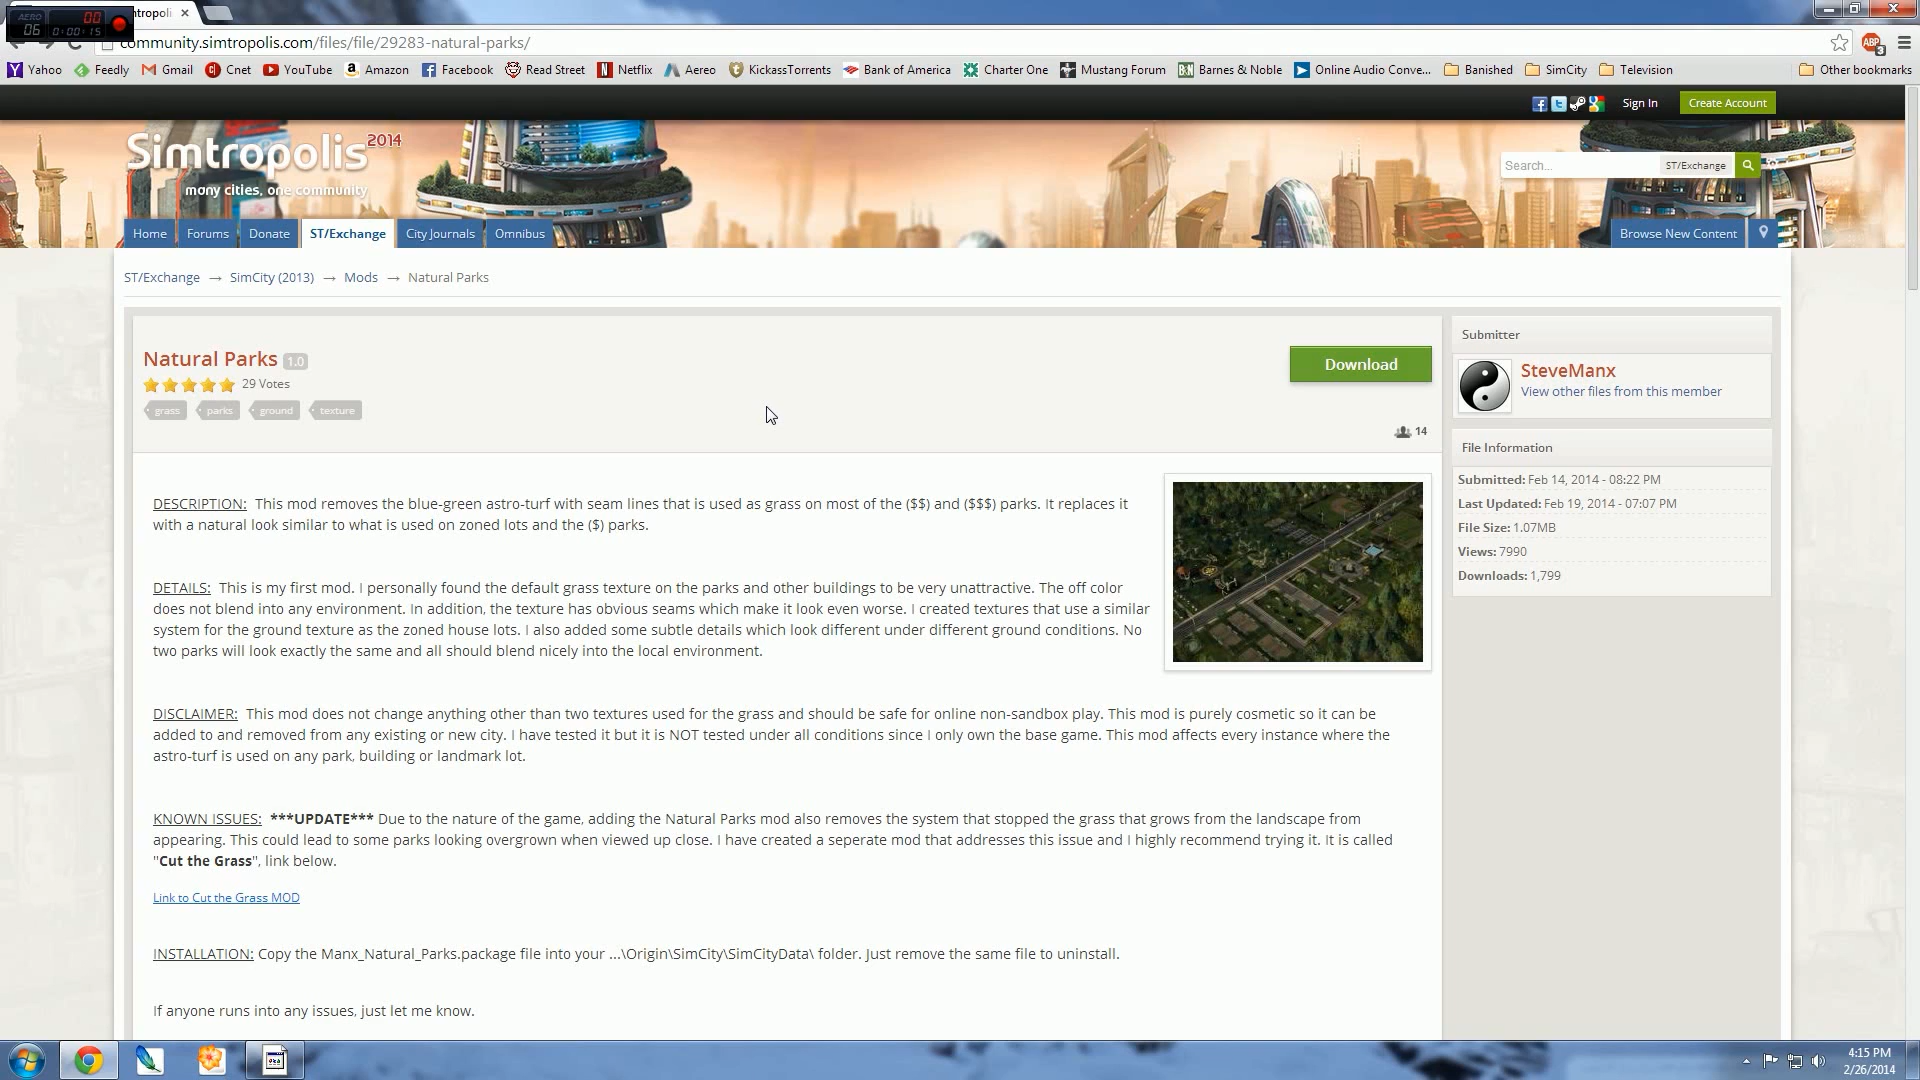 AERO
06
00
0:00:15
ntropoli
community.simtropolis.com/files/file/29283-natural-parks/
ABP
3
Yahoo Feedly Gmail Cnet YouTube Amazon Facebook Read Street Netflix Aereo KickassTorrents Bank of America Charter One Mustang Forum Barnes & Noble Online Audio Conve... Banished SimCity Television Other bookmarks
Sign In Create Account
Simtropolis 2014
many cities, one community
Search... ST/Exchange
Home Forums Donate ST/Exchange City Journals Omnibus Browse New Content
ST/Exchange → SimCity (2013) → Mods → Natural Parks
Natural Parks 1.0
29 Votes
grass parks ground texture
Download
14
DESCRIPTION: This mod removes the blue-green astro-turf with seam lines that is used as grass on most of the ($$) and ($$$) parks. It replaces it
with a natural look similar to what is used on zoned lots and the ($) parks.
DETAILS: This is my first mod. I personally found the default grass texture on the parks and other buildings to be very unattractive. The off color
does not blend into any environment. In addition, the texture has obvious seams which make it look even worse. I created textures that use a similar
system for the ground texture as the zoned house lots. I also added some subtle details which look different under different ground conditions. No
two parks will look exactly the same and all should blend nicely into the local environment.
DISCLAIMER: This mod does not change anything other than two textures used for the grass and should be safe for online non-sandbox play. This mod is purely cosmetic so it can be
added to and removed from any existing or new city. I have tested it but it is NOT tested under all conditions since I only own the base game. This mod affects every instance where the
astro-turf is used on any park, building or landmark lot.
KNOWN ISSUES: ***UPDATE*** Due to the nature of the game, adding the Natural Parks mod also removes the system that stopped the grass that grows from the landscape from
appearing. This could lead to some parks looking overgrown when viewed up close. I have created a seperate mod that addresses this issue and I highly recommend trying it. It is called
"Cut the Grass", link below.
Link to Cut the Grass MOD
INSTALLATION: Copy the Manx_Natural_Parks.package file into your ...\Origin\SimCity\SimCityData\ folder. Just remove the same file to uninstall.
If anyone runs into any issues, just let me know.
Submitter
SteveManx
View other files from this member
File Information
Submitted: Feb 14, 2014 - 08:22 PM
Last Updated: Feb 19, 2014 - 07:07 PM
File Size: 1.07MB
Views: 7990
Downloads: 1,799
4:15 PM
2/26/2014